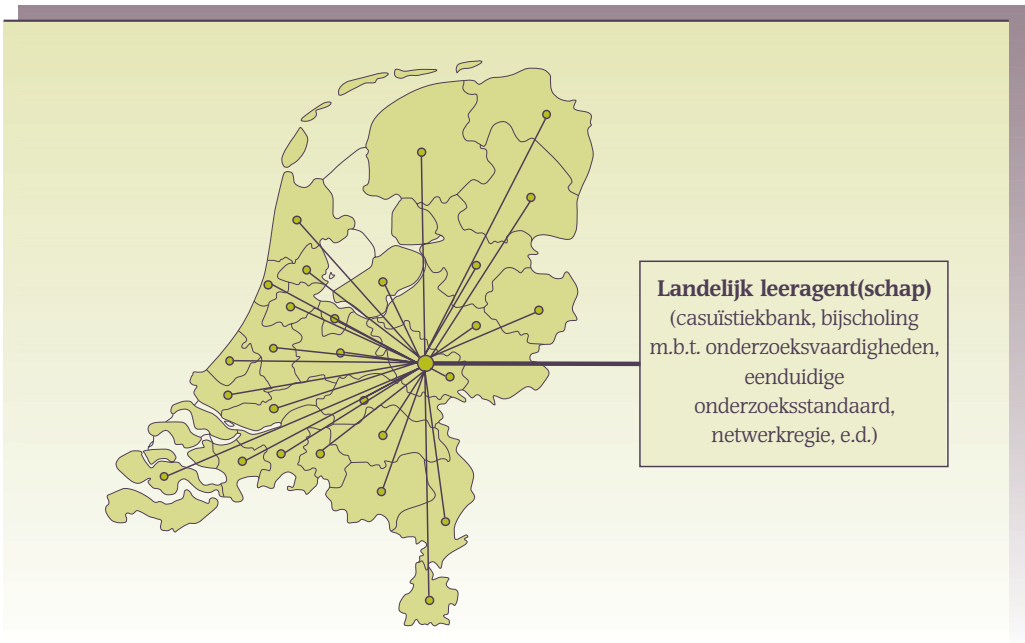 Landelijk leeragent(schap)
(casuïstiekbank, bijscholing
m.b.t. onderzoeksvaardigheden,
eenduidige
onderzoeksstandaard,
netwerkregie, e.d.)